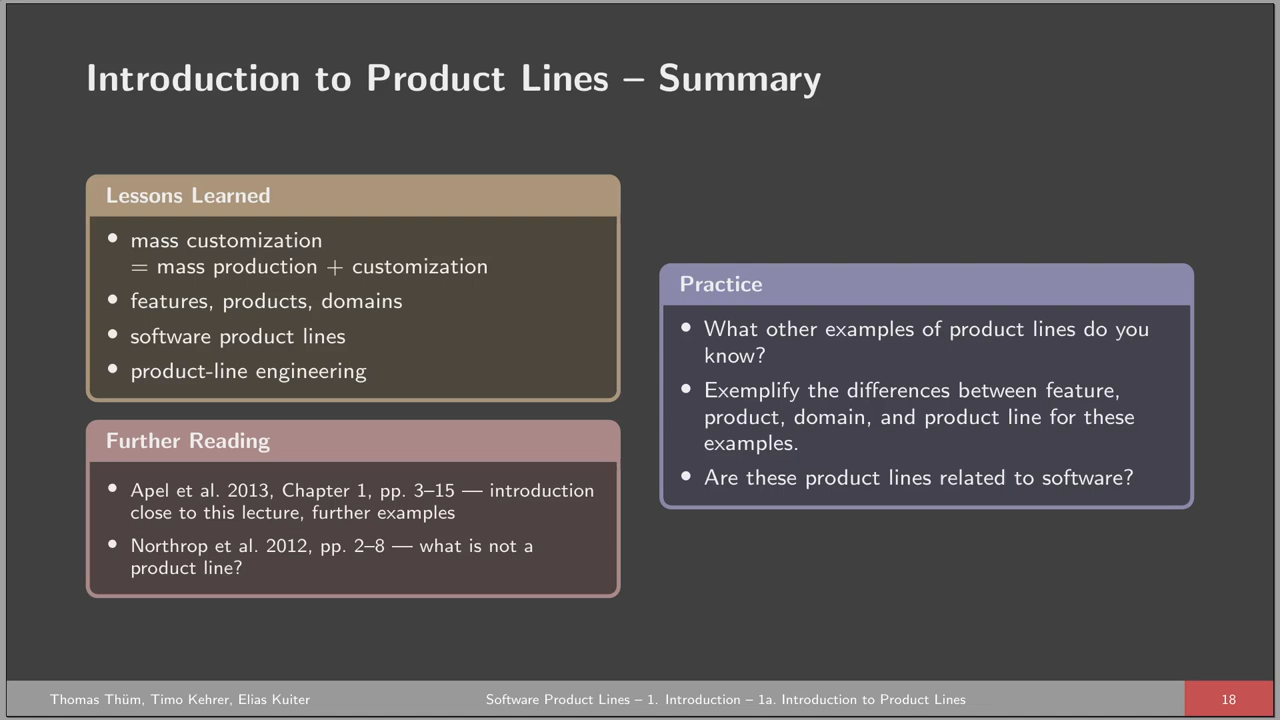 Introduction to Product Lines – Summary
Lessons Learned
• mass customization
= mass production + customization
• features, products, domains
• software product lines
• product-line engineering
Further Reading
• Apel et al. 2013, Chapter 1, pp. 3–15 — introduction
close to this lecture, further examples
• Northrop et al. 2012, pp. 2–8 — what is not a
product line?
Practice
• What other examples of product lines do you
know?
• Exemplify the differences between feature,
product, domain, and product line for these
examples.
• Are these product lines related to software?
Thomas Thüm, Timo Kehrer, Elias Kuiter
Software Product Lines – 1. Introduction – 1a. Introduction to Product Lines
18